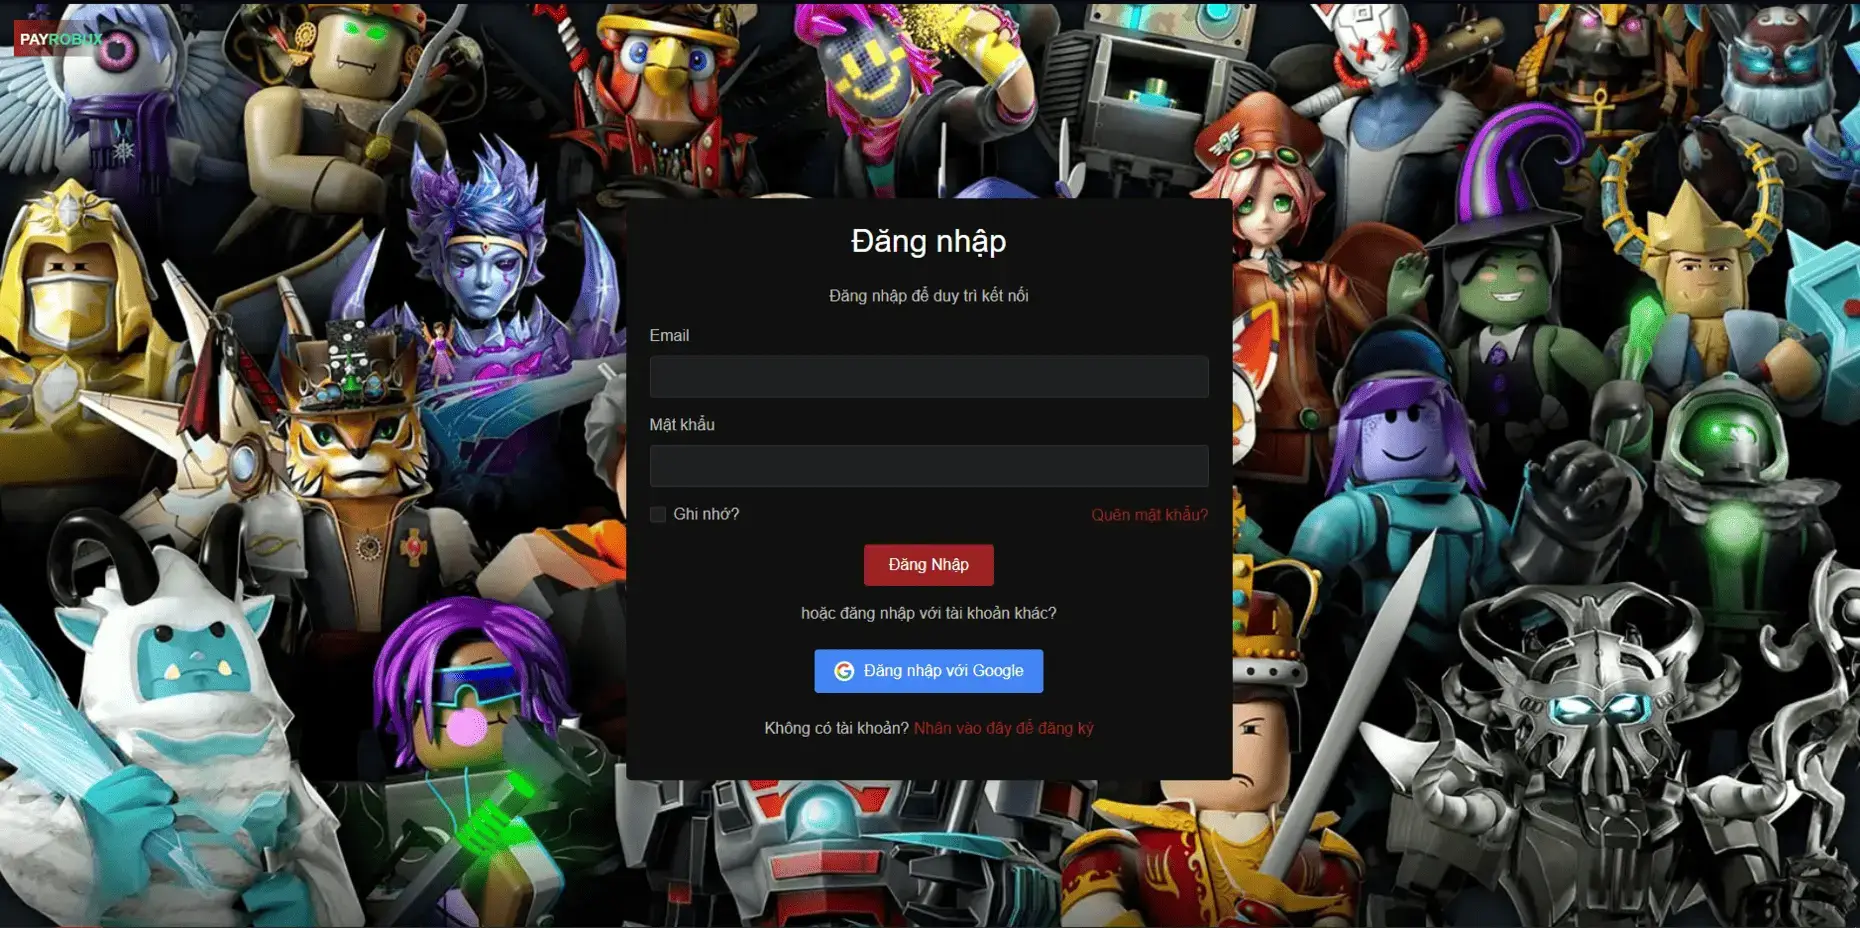 PAYROBUX
Đăng nhập
Đăng nhập để duy trì kết nối
Email
Mật khẩu
Ghi nhớ?
Quên mật khẩu?
Đăng Nhập
hoặc đăng nhập với tài khoản khác?
Đăng nhập với Google
Không có tài khoản? Nhấn vào đây để đăng ký